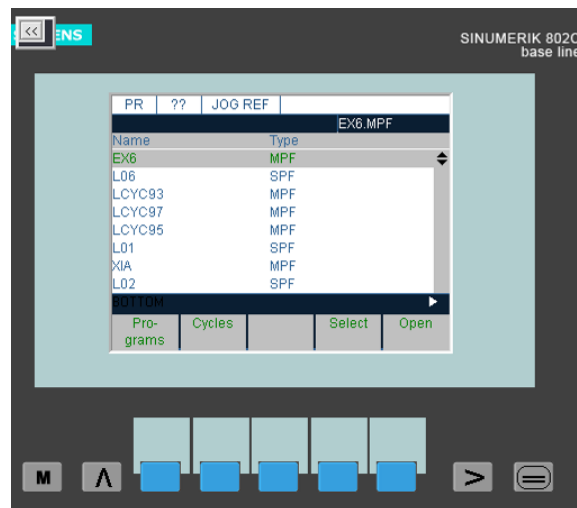 <<
ENS
SINUMERIK 802C
base line
PR ?? JOG REF
EX6.MPF
Name Type
EX6 MPF
L06 SPF
LCYC93 MPF
LCYC97 MPF
LCYC95 MPF
L01 SPF
XIA MPF
L02 SPF
BOTTOM
Pro-
grams Cycles Select Open
M Λ >